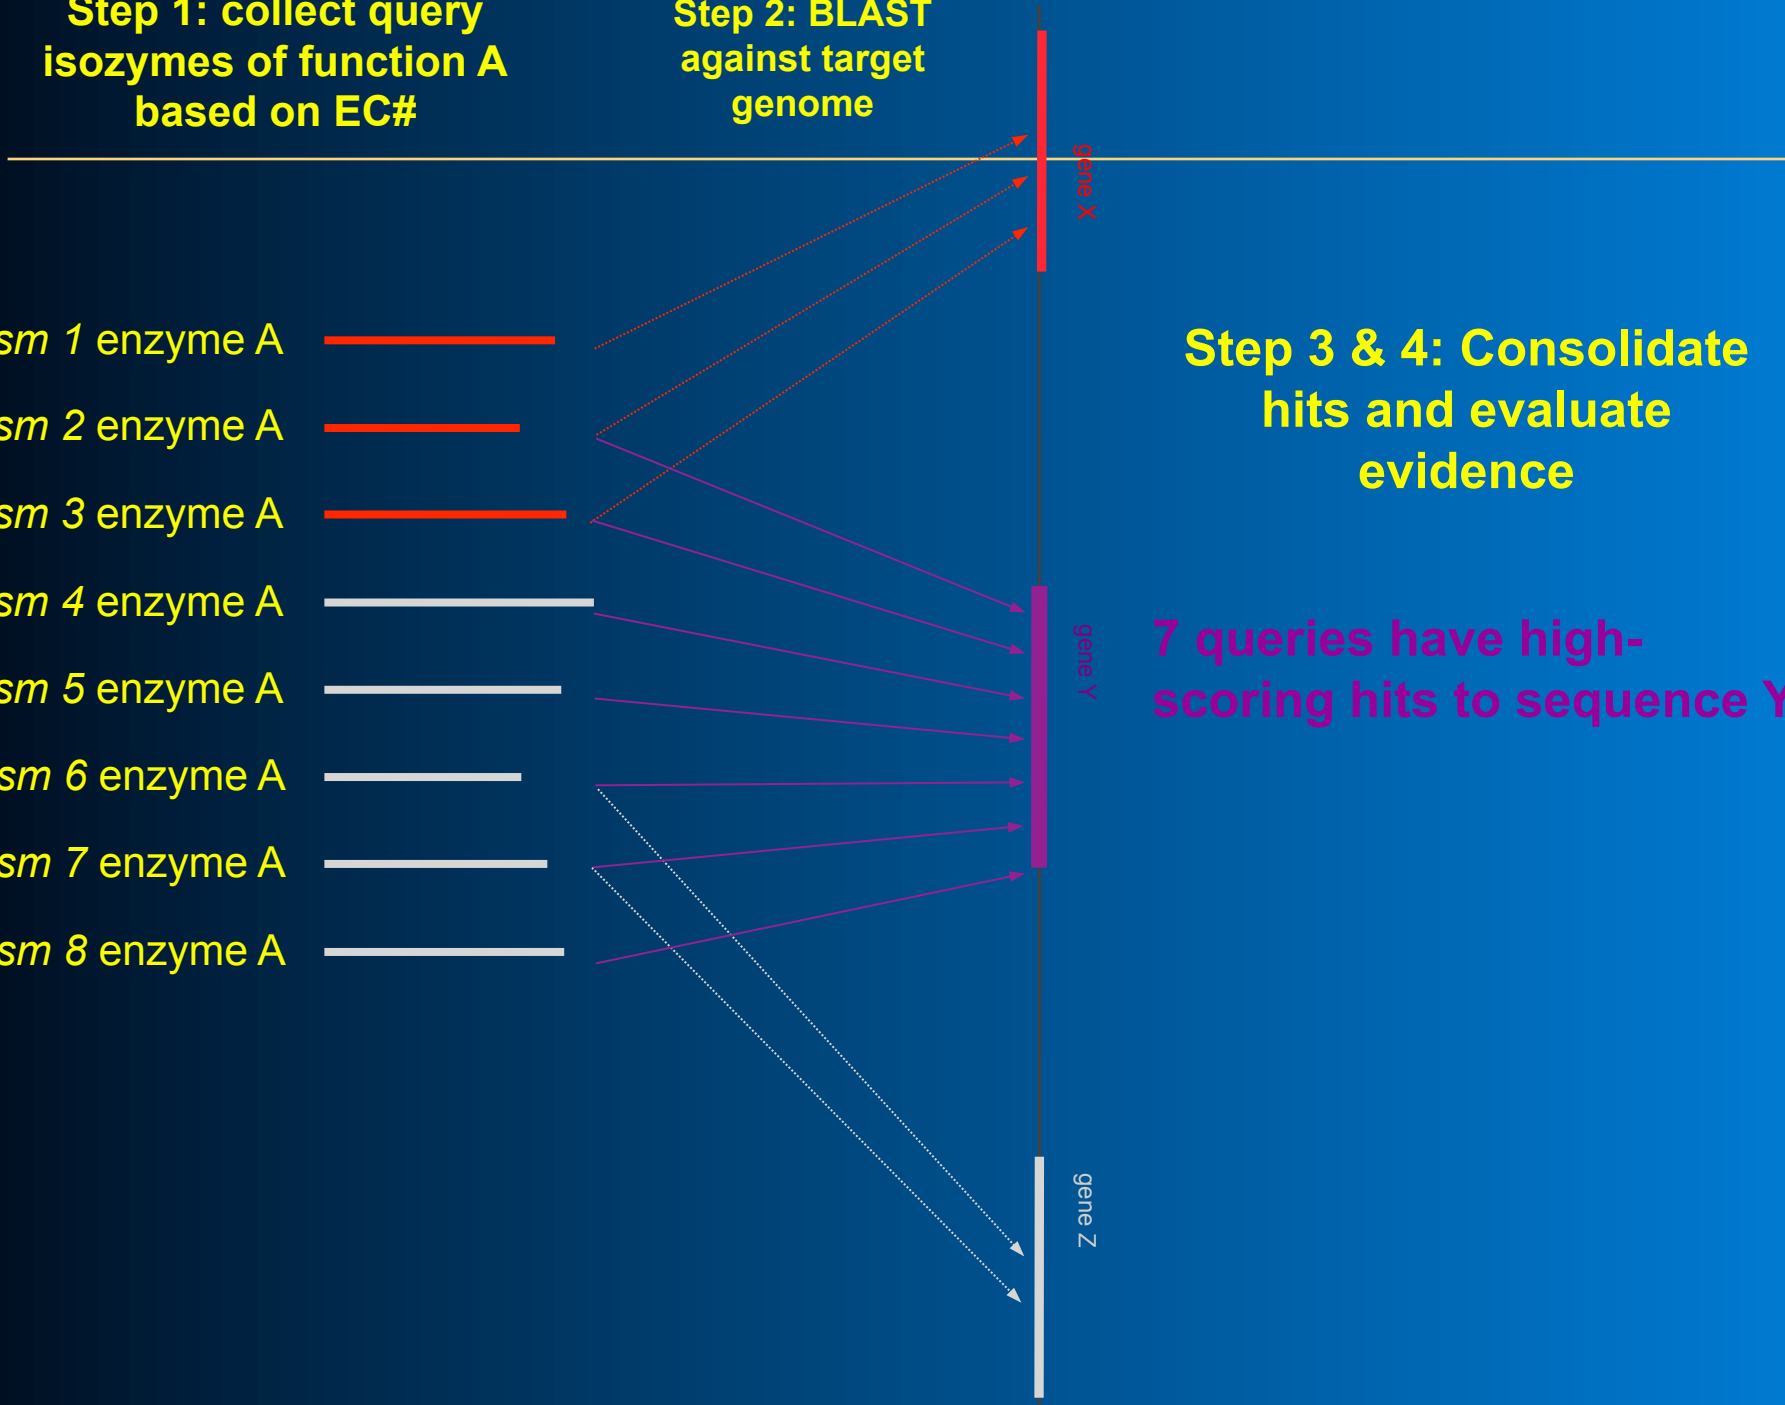 Step 1: collect query
isozymes of function A
based on EC#
Step 2: BLAST
against target
genome
gene X
sm 1 enzyme A
sm 2 enzyme A
sm 3 enzyme A
sm 4 enzyme A
sm 5 enzyme A
sm 6 enzyme A
sm 7 enzyme A
sm 8 enzyme A
Step 3 & 4: Consolidate
hits and evaluate
evidence
gene Y
7 queries have high-
scoring hits to sequence Y
gene Z